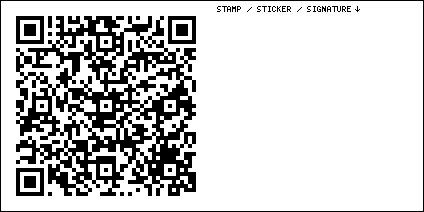 STAMP / STICKER / SIGNATURE ↓